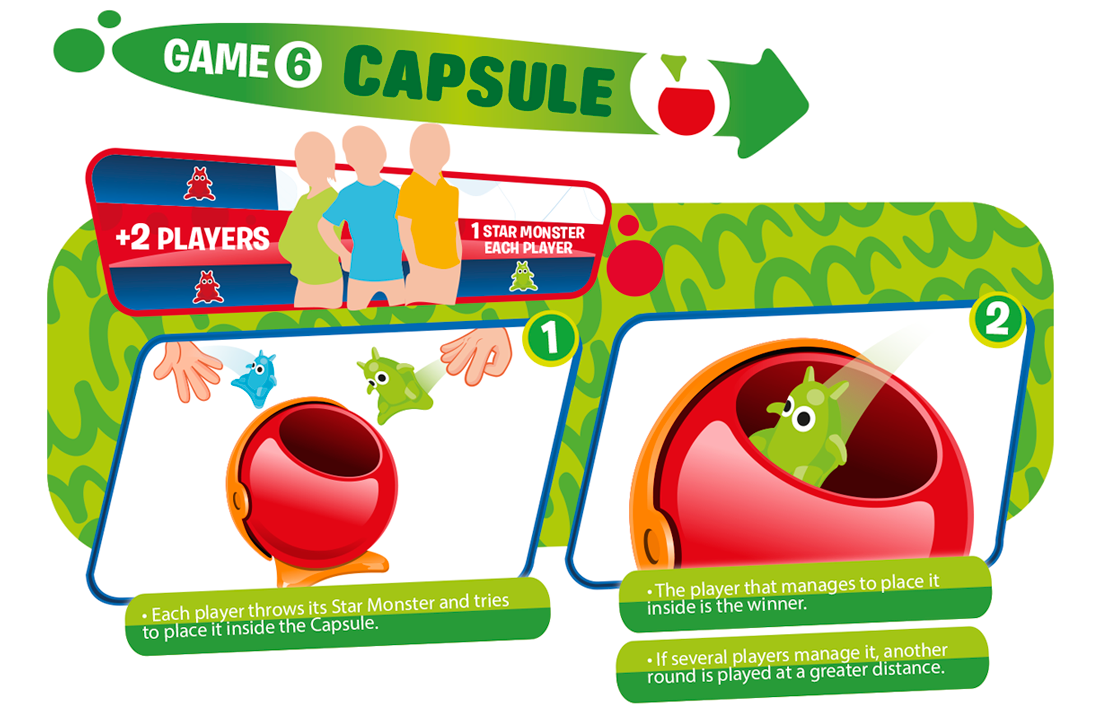 GAME 6 CAPSULE
+2 PLAYERS
1 STAR MONSTER
EACH PLAYER
1
2
• Each player throws its Star Monster and tries
to place it inside the Capsule.
• The player that manages to place it
inside is the winner.
• If several players manage it, another
round is played at a greater distance.